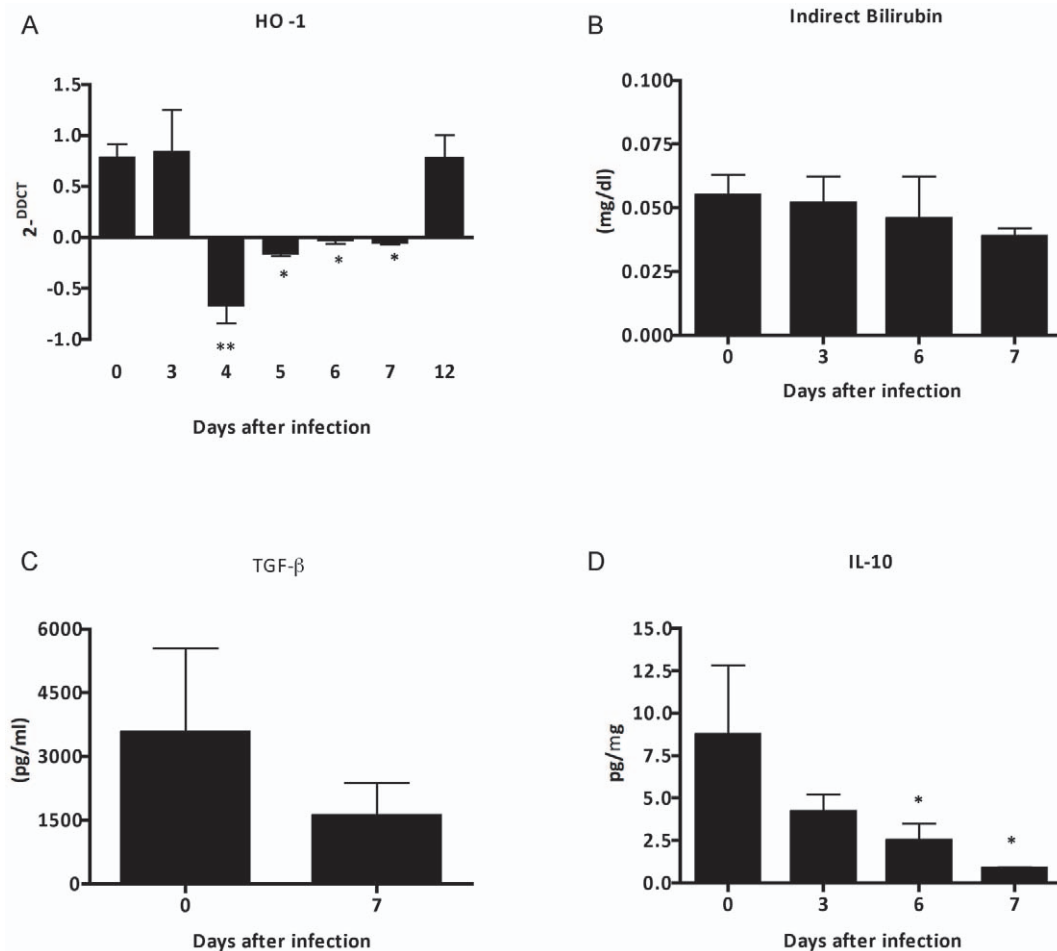 A
HO -1
2-DDCT
1.5
1.0
0.5
0.0
-0.5
-1.0
**
*
*
*
0 3 4 5 6 7 12
Days after infection
B
Indirect Bilirubin
(mg/dl)
0.100
0.075
0.050
0.025
0.000
0 3 6 7
Days after infection
C
TGF-β
(pg/ml)
6000
4500
3000
1500
0
0 7
Days after infection
D
IL-10
pg/mg
15.0
12.5
10.0
7.5
5.0
2.5
0.0
*
*
0 3 6 7
Days after infection